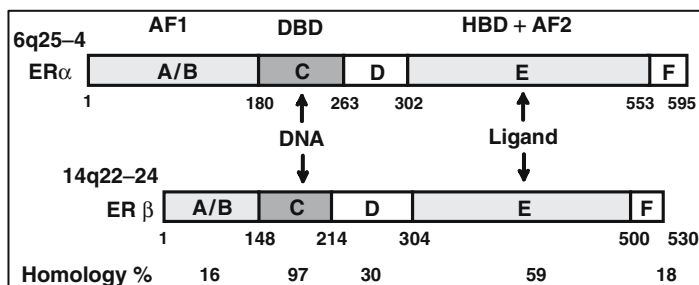 AF1 DBD HBD + AF2
6q25–4
ERα A/B C D E F
1 180 263 302 553 595
DNA Ligand
14q22–24
ER β A/B C D E F
1 148 214 304 500 530
Homology % 16 97 30 59 18